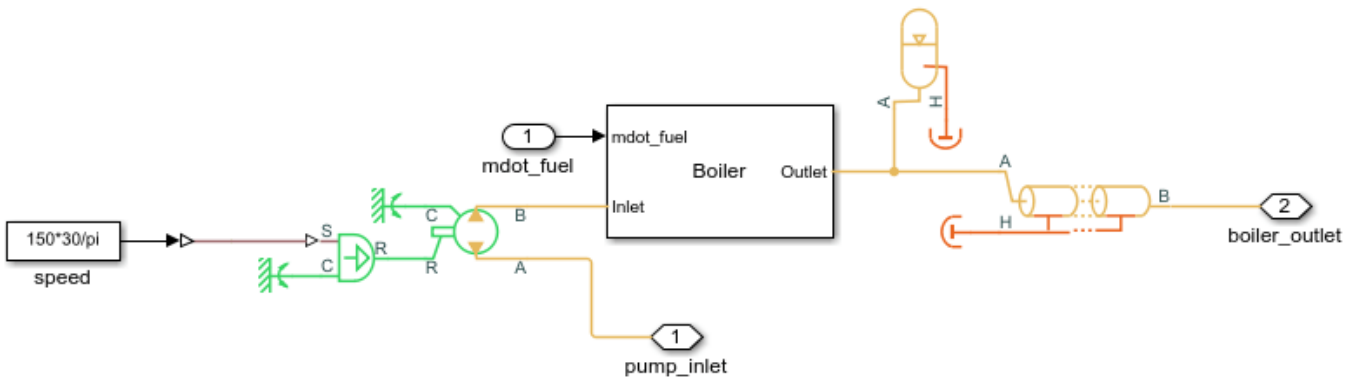 A
H
1
mdot_fuel
mdot_fuel
Boiler
Outlet
A
Inlet
B
H
2
boiler_outlet
150*30/pi
speed
S
C
R
C
B
R
A
1
pump_inlet